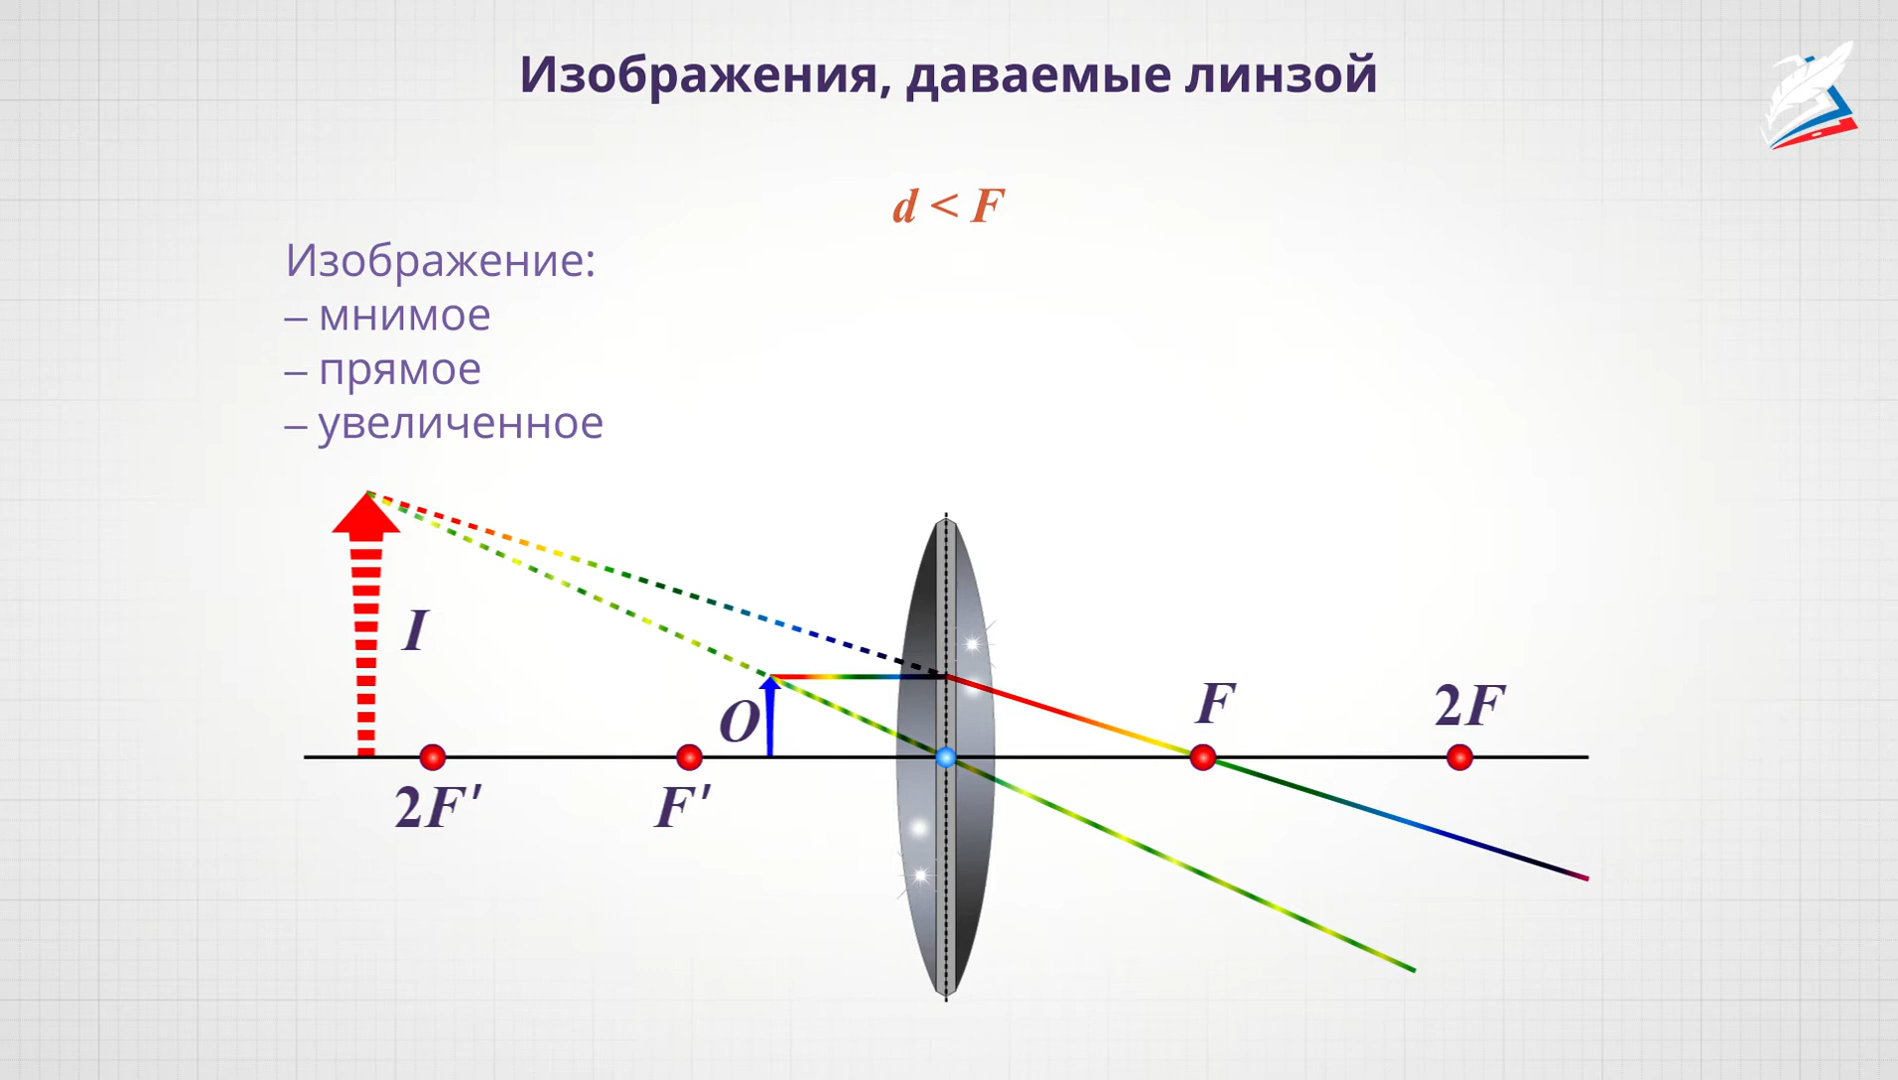 Изображения, даваемые линзой
d < F
Изображение:
– мнимое
– прямое
– увеличенное
I
O
F
2F
2F'
F'